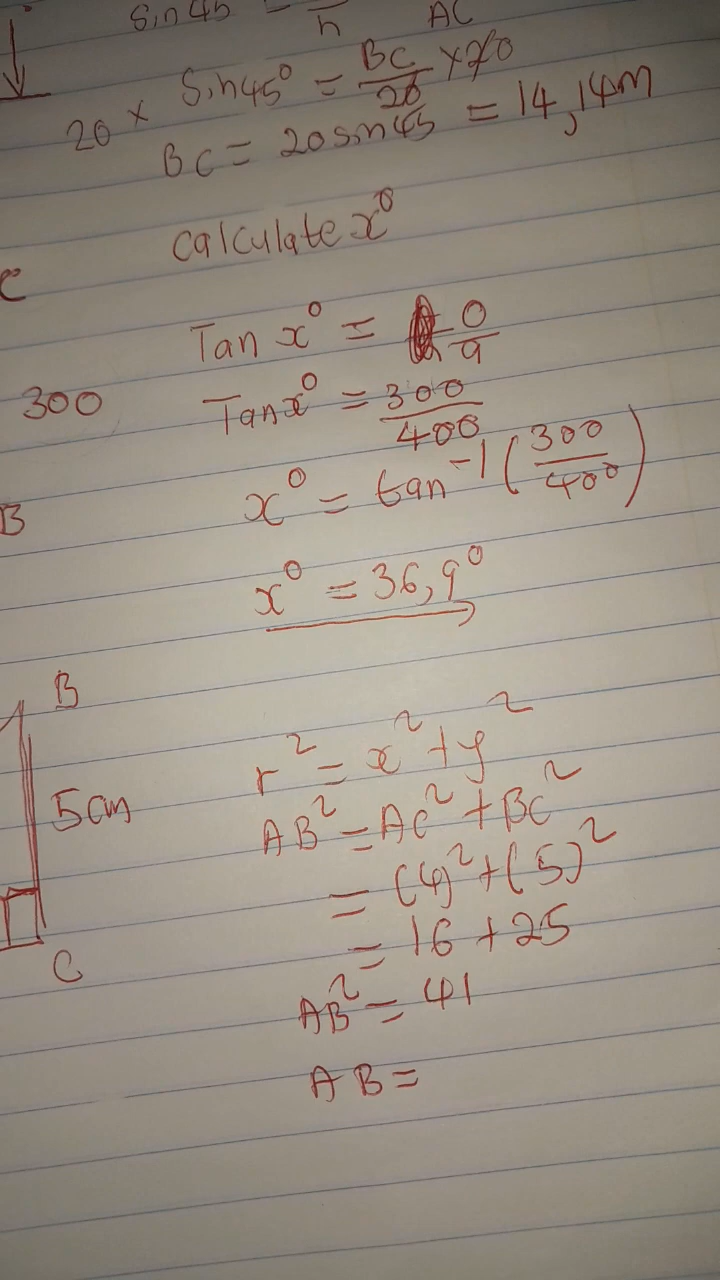 Sin45 = — AC
h
20 × Sin45° = BC/20 × 20
BC = 20sin45 = 14,14m
calculate x°
C
Tan x° = o/a
300
Tanx° = 300/400
x° = tan⁻¹(300/400)
B
x° = 36,9°
B
r² = x² + y²
5cm
AB² = AC² + BC²
= (4)² + (5)²
= 16 + 25
C
AB² = 41
AB =